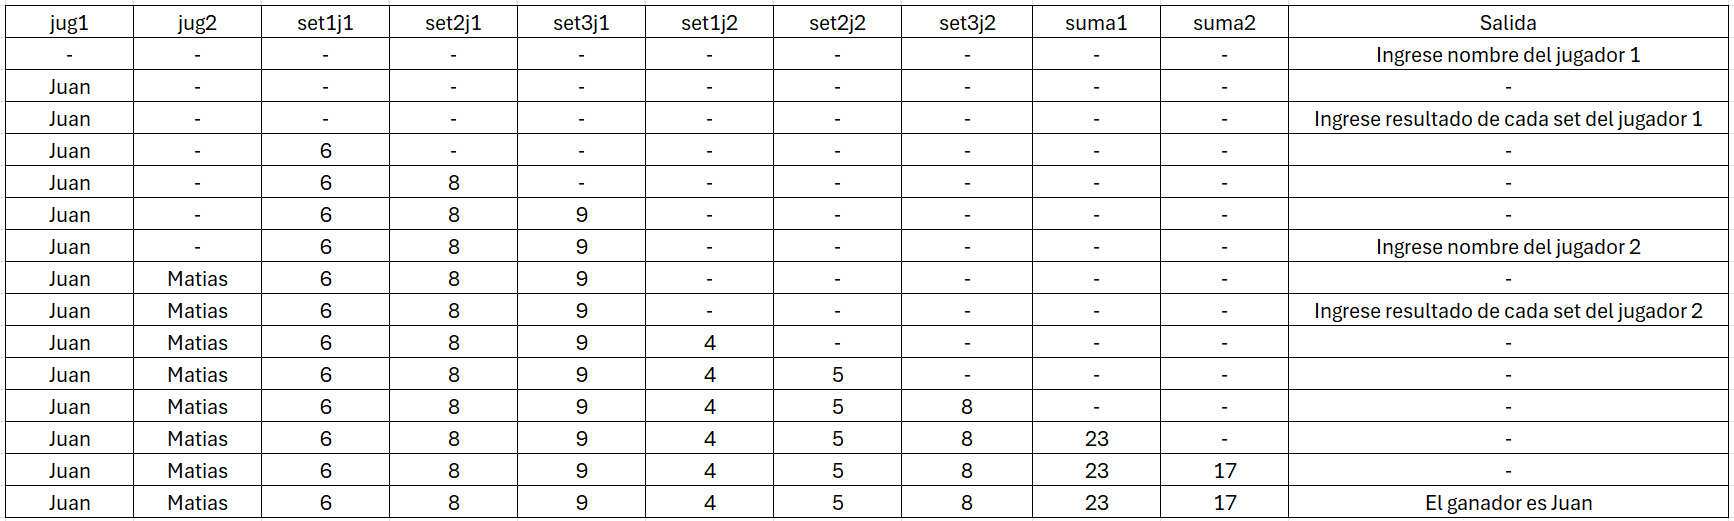 jug1 jug2 set1j1 set2j1 set3j1 set1j2 set2j2 set3j2 suma1 suma2 Salida
- - - - - - - - - - Ingrese nombre del jugador 1
Juan - - - - - - - - - -
Juan - - - - - - - - - Ingrese resultado de cada set del jugador 1
Juan - 6 - - - - - - - -
Juan - 6 8 - - - - - - -
Juan - 6 8 9 - - - - - -
Juan - 6 8 9 - - - - - Ingrese nombre del jugador 2
Juan Matias 6 8 9 - - - - - -
Juan Matias 6 8 9 - - - - - Ingrese resultado de cada set del jugador 2
Juan Matias 6 8 9 4 - - - - -
Juan Matias 6 8 9 4 5 - - - -
Juan Matias 6 8 9 4 5 8 - - -
Juan Matias 6 8 9 4 5 8 23 - -
Juan Matias 6 8 9 4 5 8 23 17 -
Juan Matias 6 8 9 4 5 8 23 17 El ganador es Juan